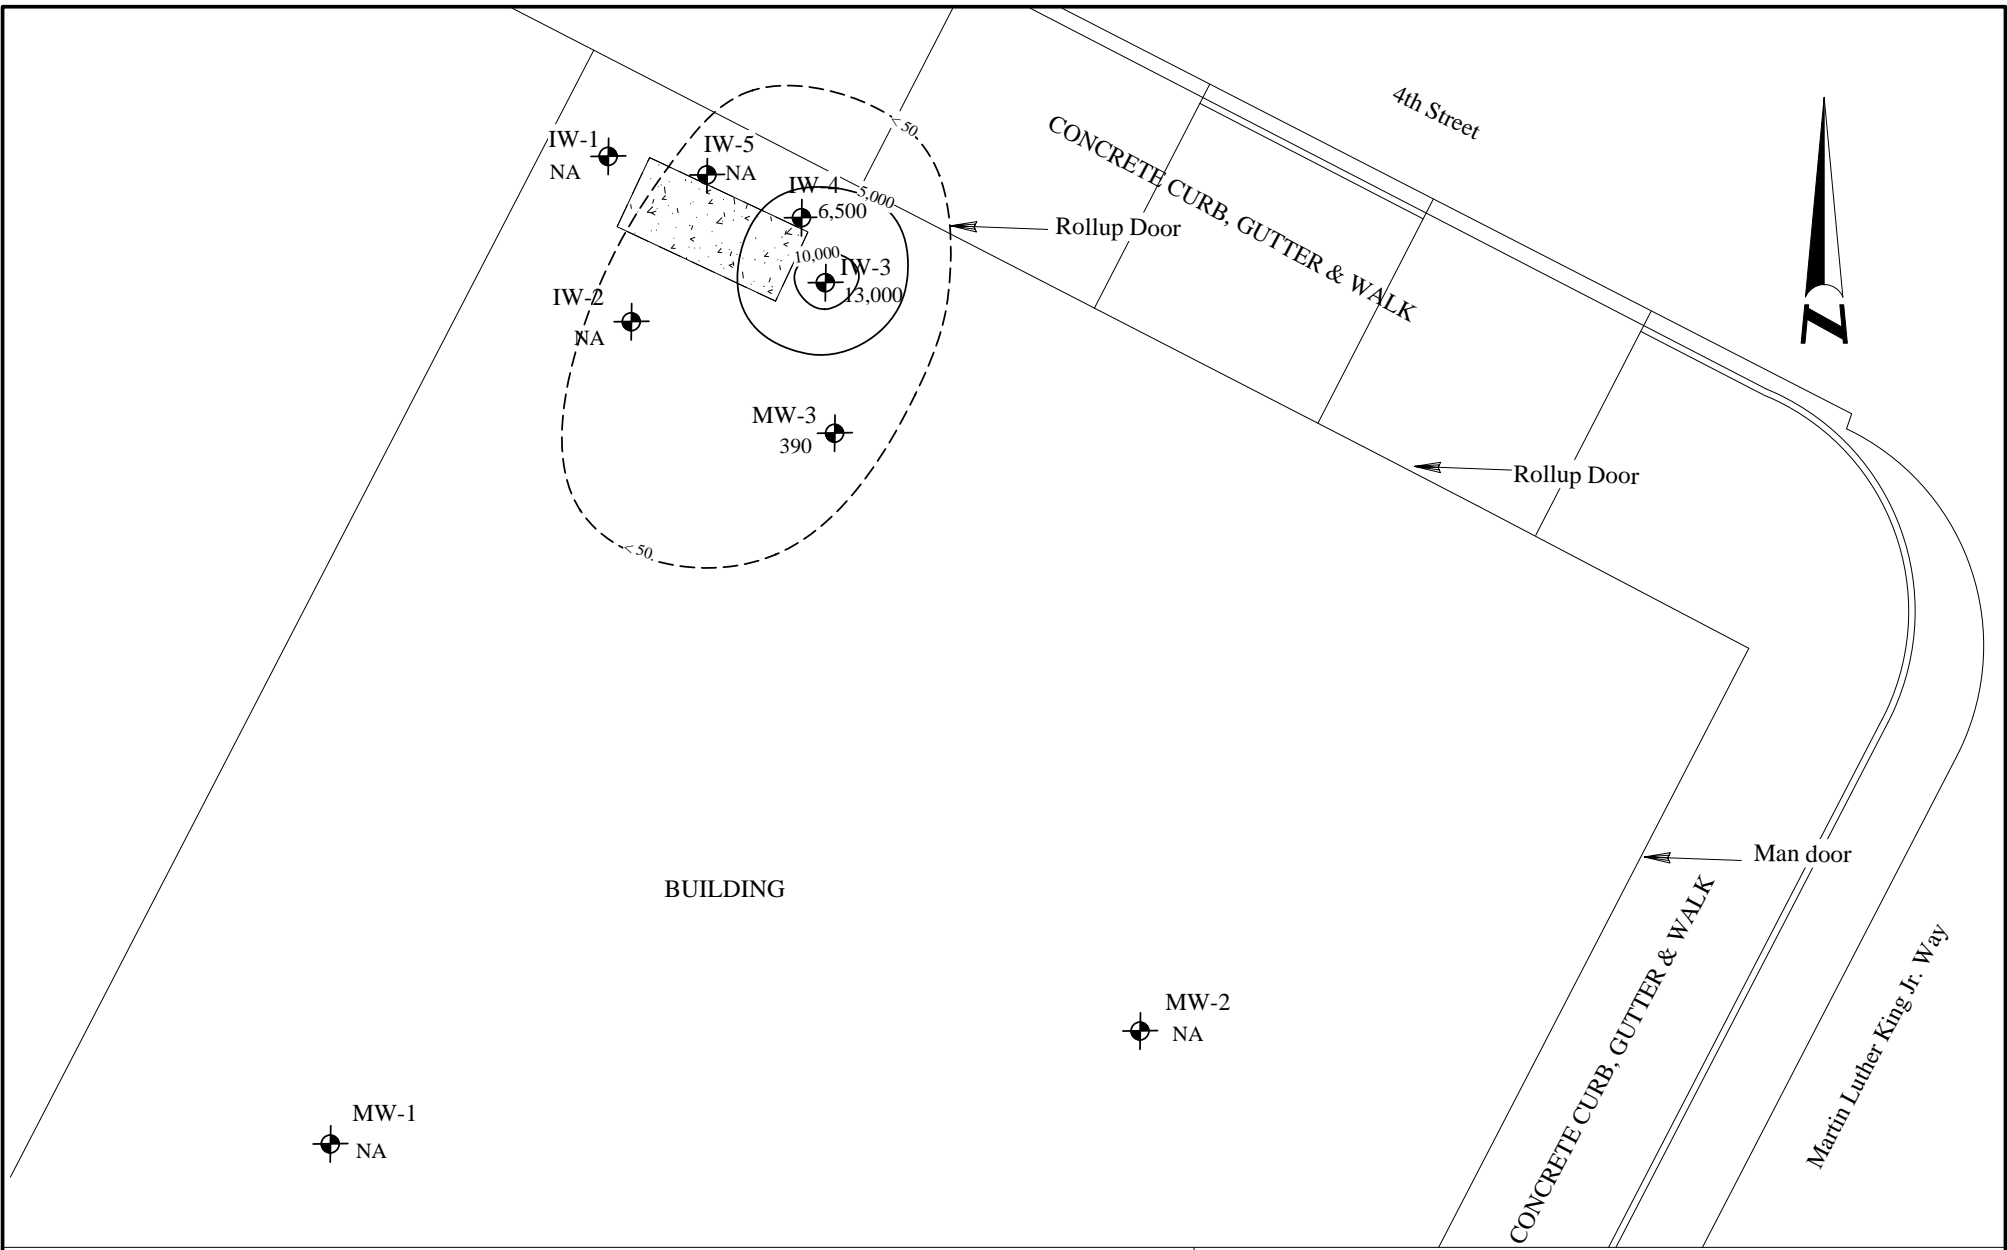 4th Street
CONCRETE CURB, GUTTER & WALK
< 50
IW-1
NA
IW-5
NA
IW-4
6,500
5,000
Rollup Door
10,000
IW-3
13,000
IW-2
NA
Z
MW-3
390
Rollup Door
< 50
Man door
BUILDING
CONCRETE CURB, GUTTER & WALK
Martin Luther King Jr. Way
MW-2
NA
MW-1
NA